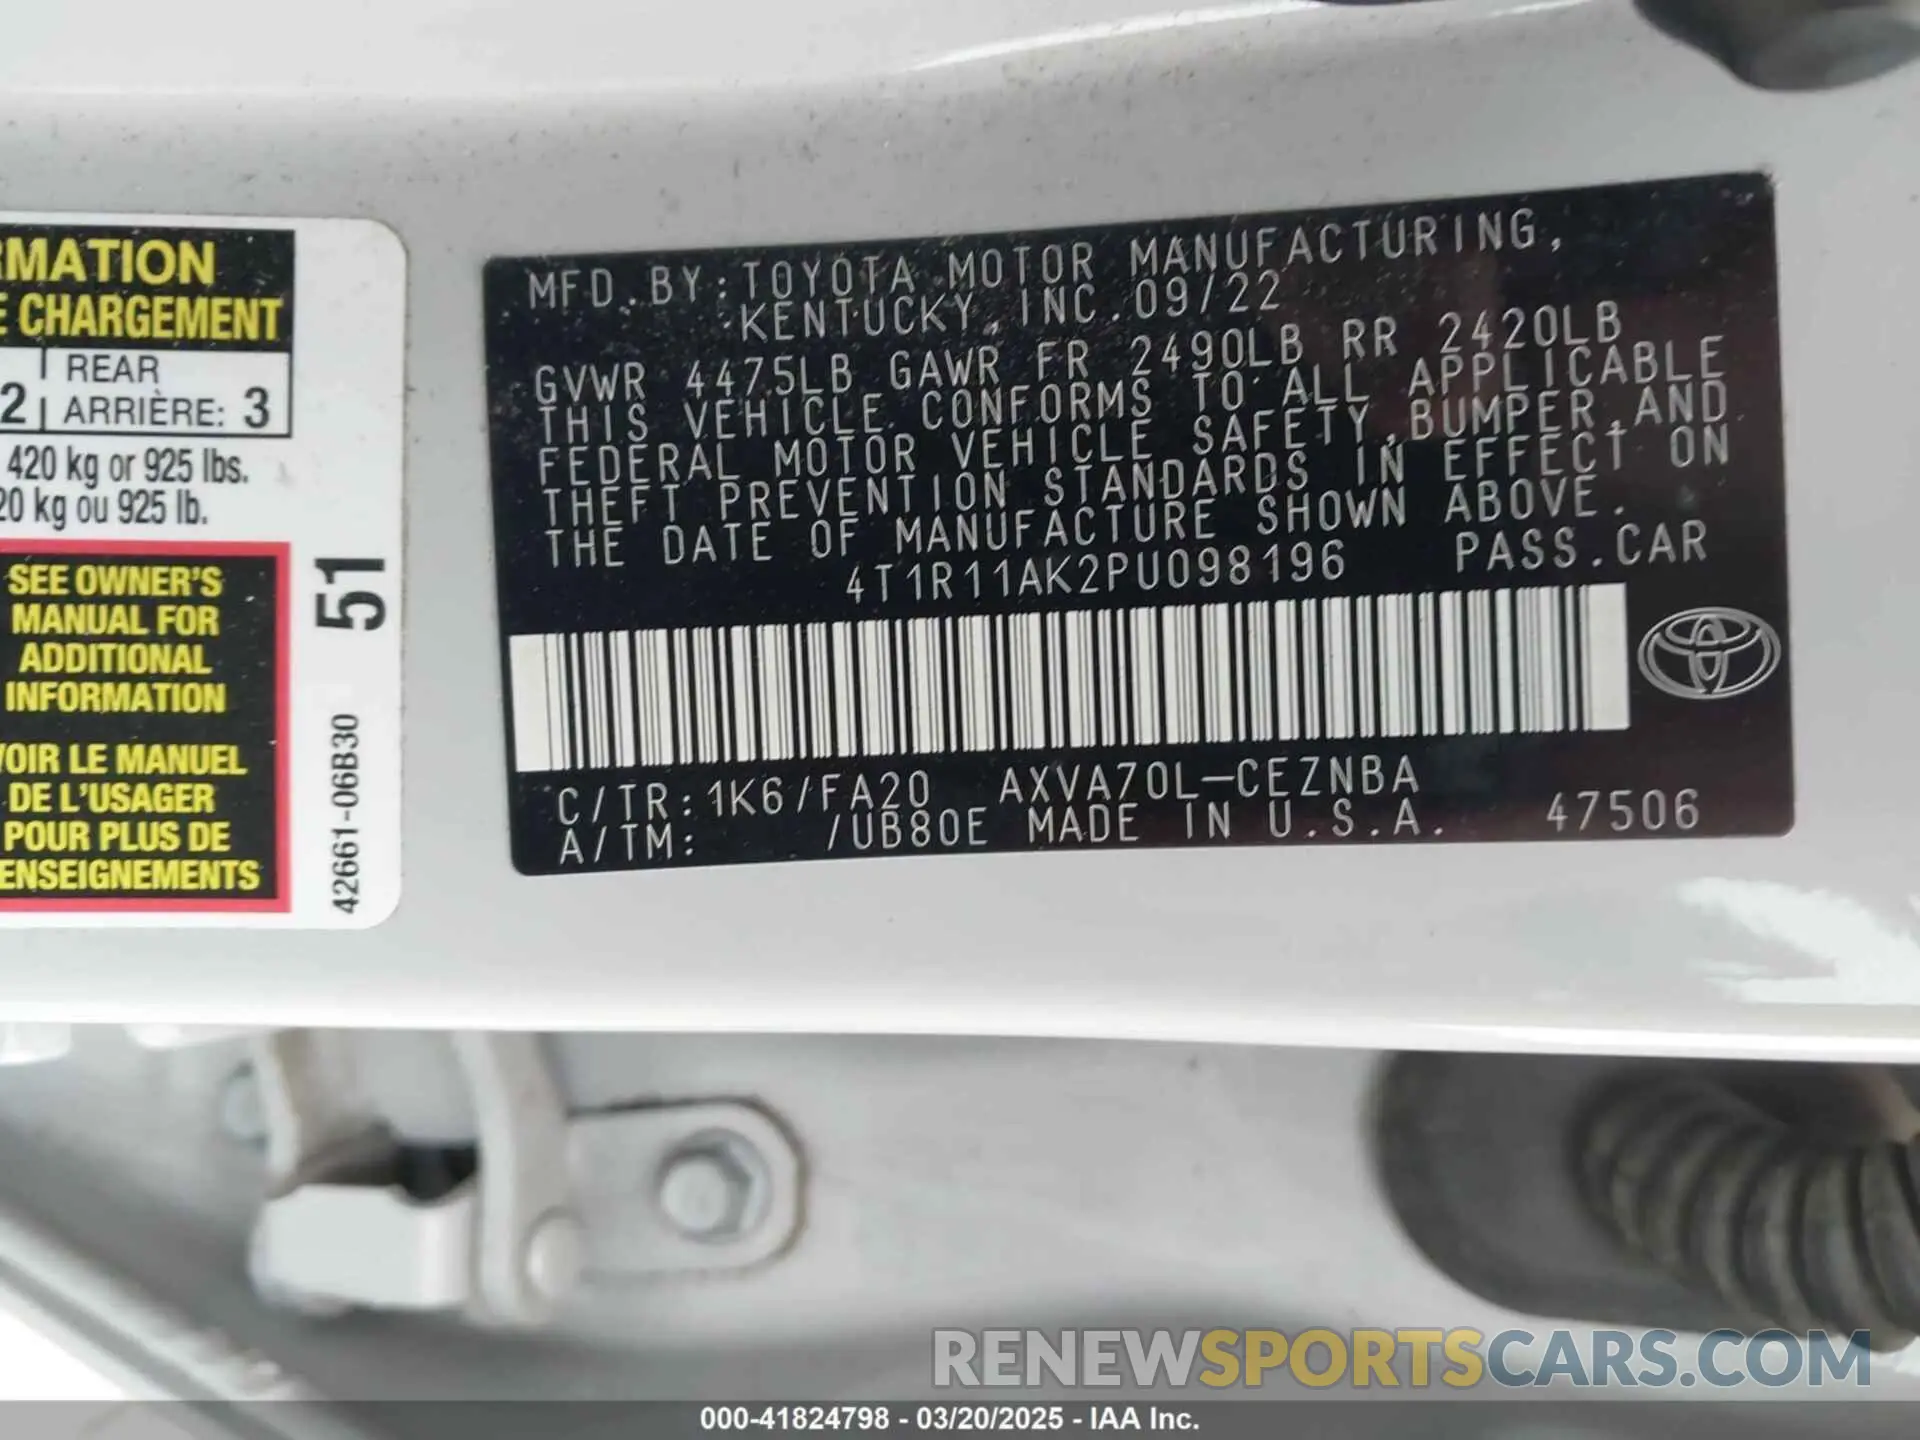 RMATION
E CHARGEMENT
2 REAR
ARRIÈRE: 3
420 kg or 925 lbs.
20 kg ou 925 lb.
SEE OWNER'S
MANUAL FOR
ADDITIONAL
INFORMATION
VOIR LE MANUEL
DE L'USAGER
POUR PLUS DE
ENSEIGNEMENTS
51
42661-06B30
MFD.BY:TOYOTA MOTOR MANUFACTURING,
KENTUCKY,INC.09/22
GVWR 4475LB GAWR FR 2490LB RR 2420LB
THIS VEHICLE CONFORMS TO ALL APPLICABLE
FEDERAL MOTOR VEHICLE SAFETY,BUMPER,AND
THEFT PREVENTION STANDARDS IN EFFECT ON
THE DATE OF MANUFACTURE SHOWN ABOVE.
4T1R11AK2PU098196 PASS.CAR
C/TR:1K6/FA20 AXVA70L-CEZNBA
A/TM: /UB80E MADE IN U.S.A. 47506
RENEWSPORTSCARS.COM
000-41824798 - 03/20/2025 - IAA Inc.